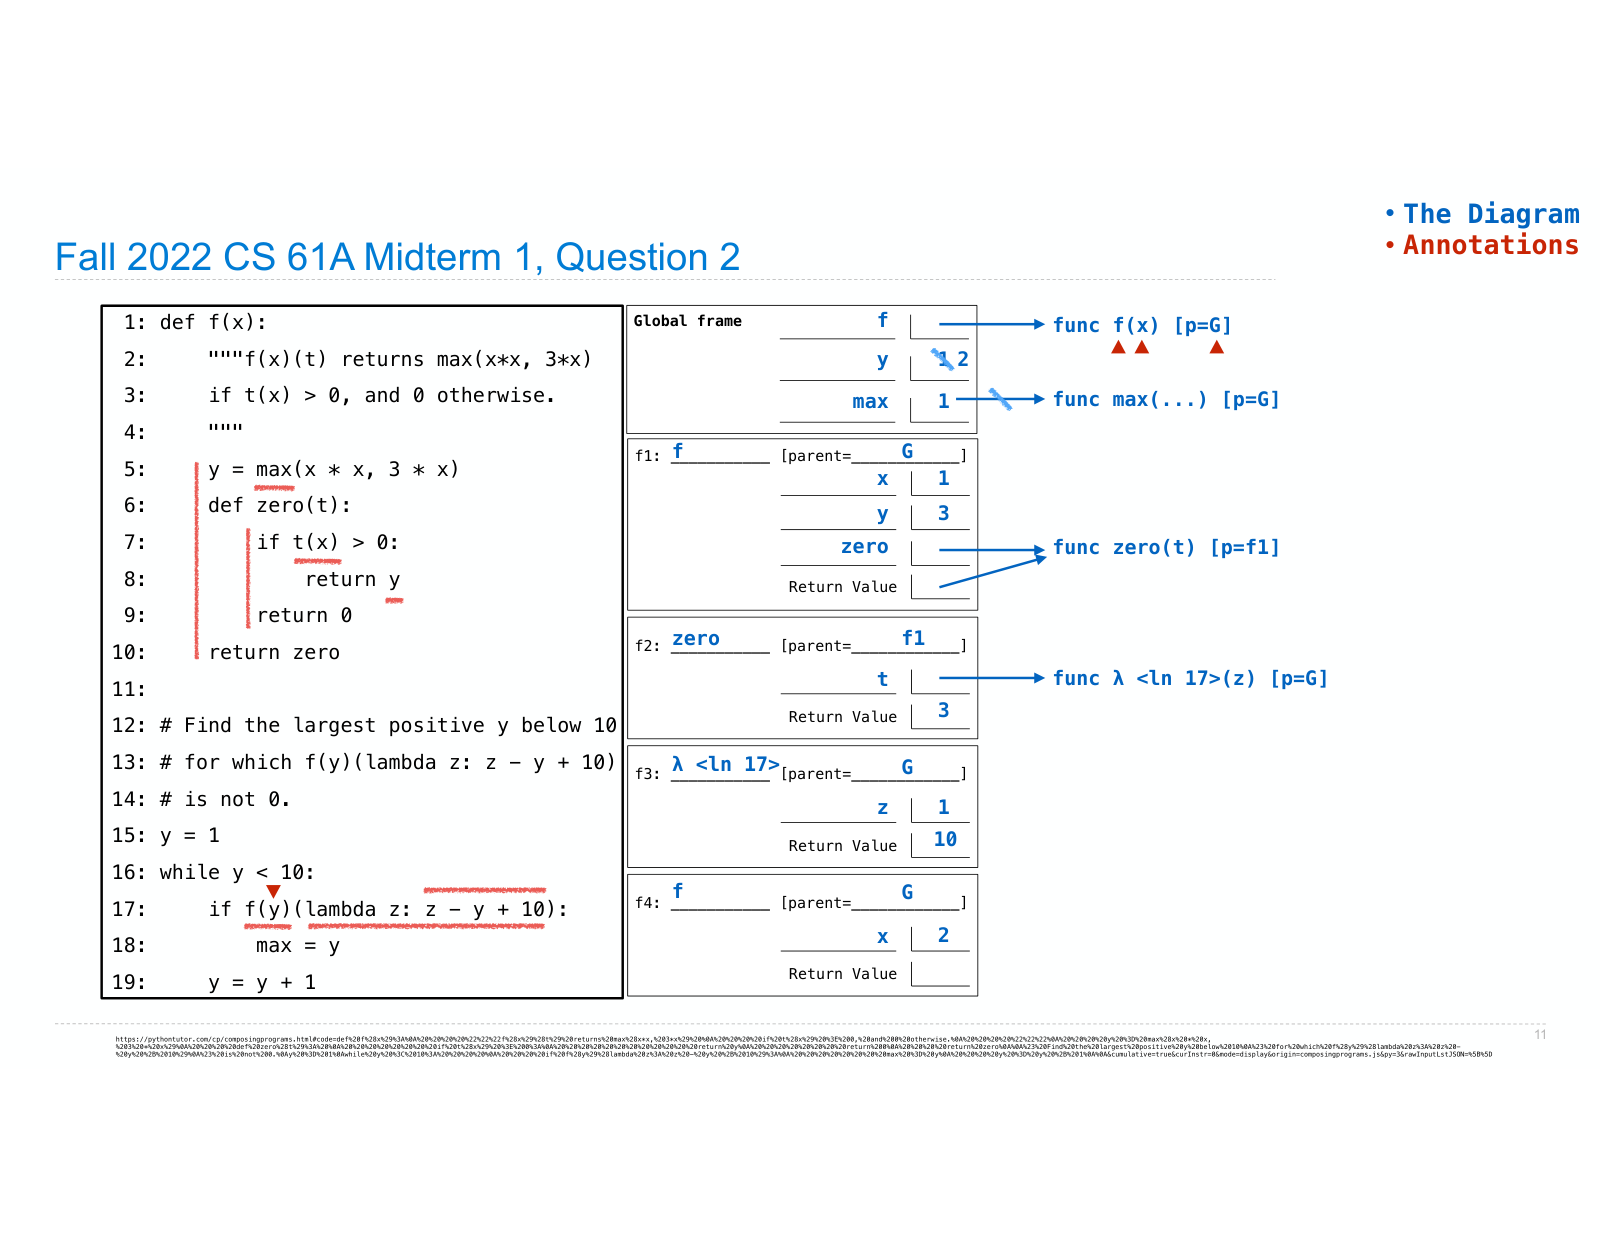 • The Diagram
• Annotations
Fall 2022 CS 61A Midterm 1, Question 2
1: def f(x):
2:     """f(x)(t) returns max(x*x, 3*x)
3:     if t(x) > 0, and 0 otherwise.
4:     """
5:     y = max(x * x, 3 * x)
6:     def zero(t):
7:         if t(x) > 0:
8:             return y
9:         return 0
10:     return zero
11:
12: # Find the largest positive y below 10
13: # for which f(y)(lambda z: z − y + 10)
14: # is not 0.
15: y = 1
16: while y < 10:
17:     if f(y)(lambda z: z − y + 10):
18:         max = y
19:     y = y + 1
Global frame
f
func f(x) [p=G]
y 1 2
max 1
func max(...) [p=G]
f1: f [parent= G ]
x 1
y 3
zero
func zero(t) [p=f1]
Return Value
f2: zero [parent= f1 ]
t
func λ <ln 17>(z) [p=G]
Return Value 3
f3: λ <ln 17> [parent= G ]
z 1
Return Value 10
f4: f [parent= G ]
x 2
Return Value
11